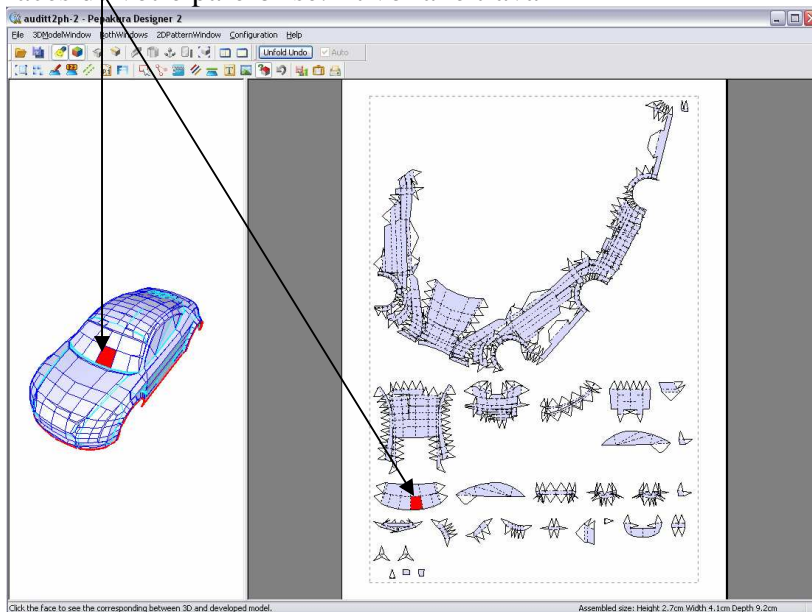 auditt2ph-2 - Pepakura Designer 2
File 3DModelWindow BothWindows 2DPatternWindow Configuration Help
Unfold Undo Auto
Click the face to see the corresponding between 3D and developed model. Assembled size: Height 2.7cm Width 4.1cm Depth 9.2cm